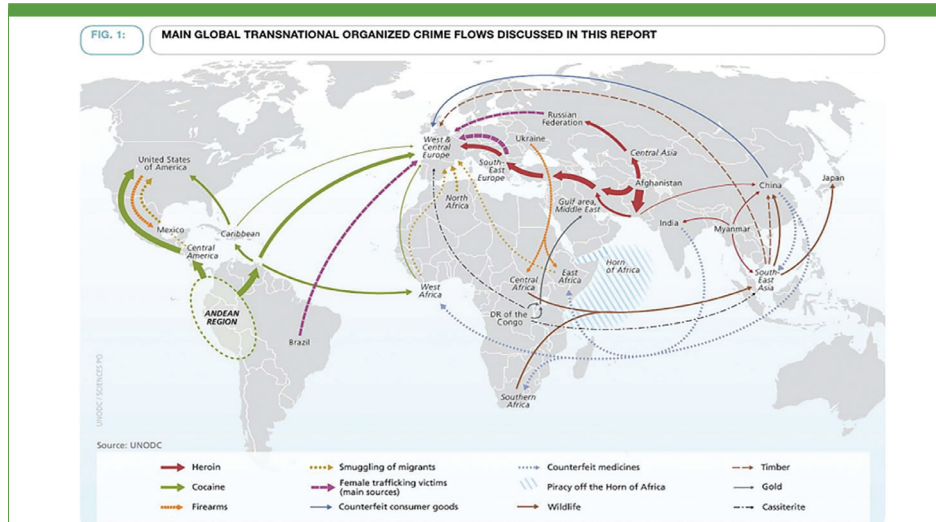 FIG. 1:
MAIN GLOBAL TRANSNATIONAL ORGANIZED CRIME FLOWS DISCUSSED IN THIS REPORT
Russian
Federation
West &
Central
Europe
Ukraine
Central Asia
United States
of America
South-
East
Europe
Afghanistan
China
Japan
North
Africa
Gulf area,
Middle East
Mexico
Caribbean
India
Myanmar
Central
America
Horn
of Africa
Central
Africa
East
Africa
South-
East
Asia
West
Africa
ANDEAN
REGION
DR of the
Congo
Brazil
Southern
Africa
UNODC / SCIENCES PO
Source: UNODC
Heroin
Smuggling of migrants
Counterfeit medicines
Timber
Cocaine
Female trafficking victims
(main sources)
Piracy off the Horn of Africa
Gold
Firearms
Counterfeit consumer goods
Wildlife
Cassiterite